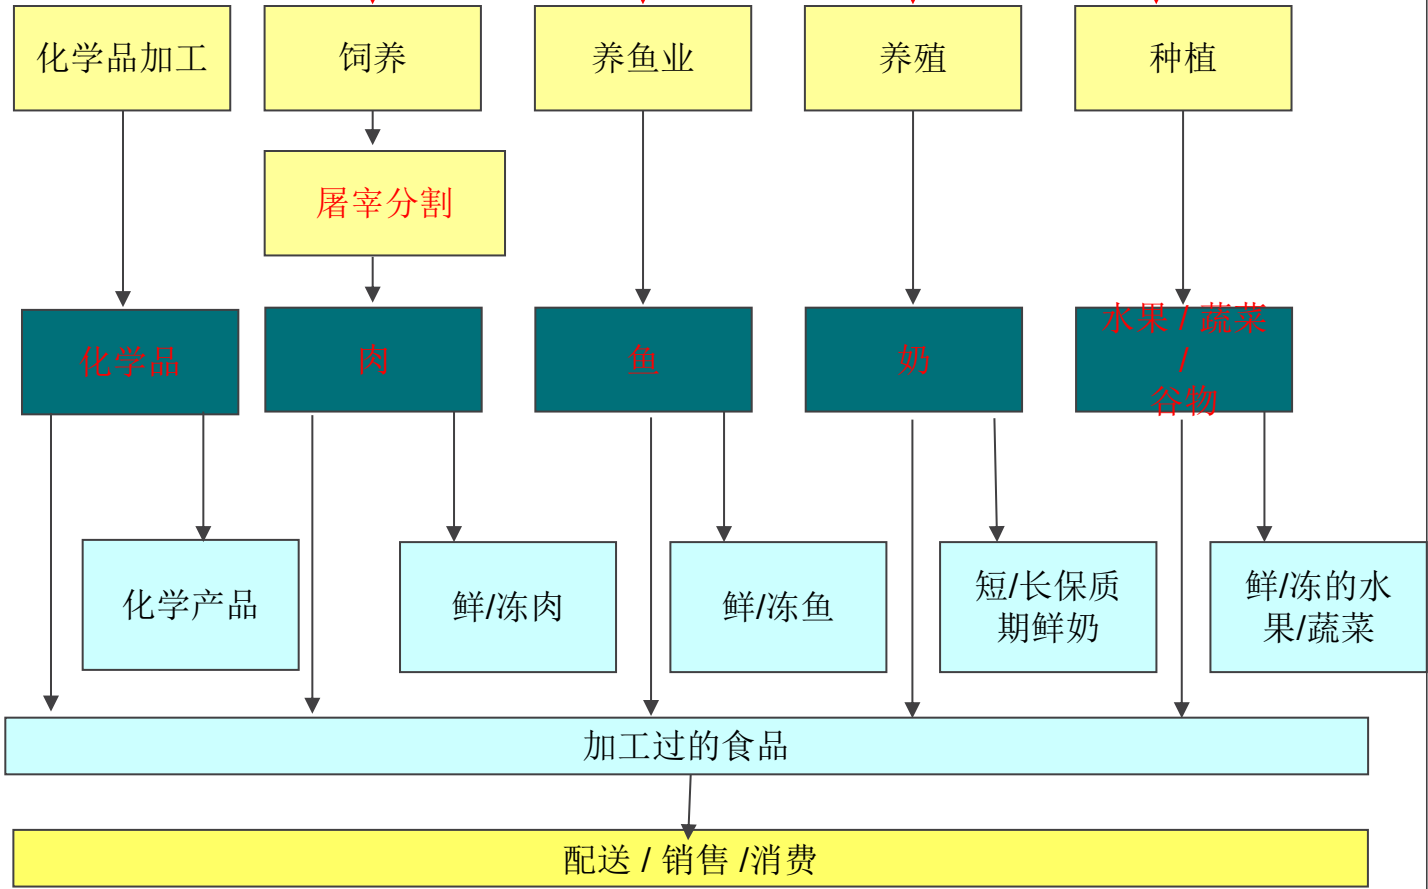 化学品加工
饲养
养鱼业
养殖
种植
屠宰分割
化学品
肉
鱼
奶
水果 / 蔬菜
/
谷物
化学产品
鲜/冻肉
鲜/冻鱼
短/长保质
期鲜奶
鲜/冻的水
果/蔬菜
加工过的食品
配送 / 销售 /消费